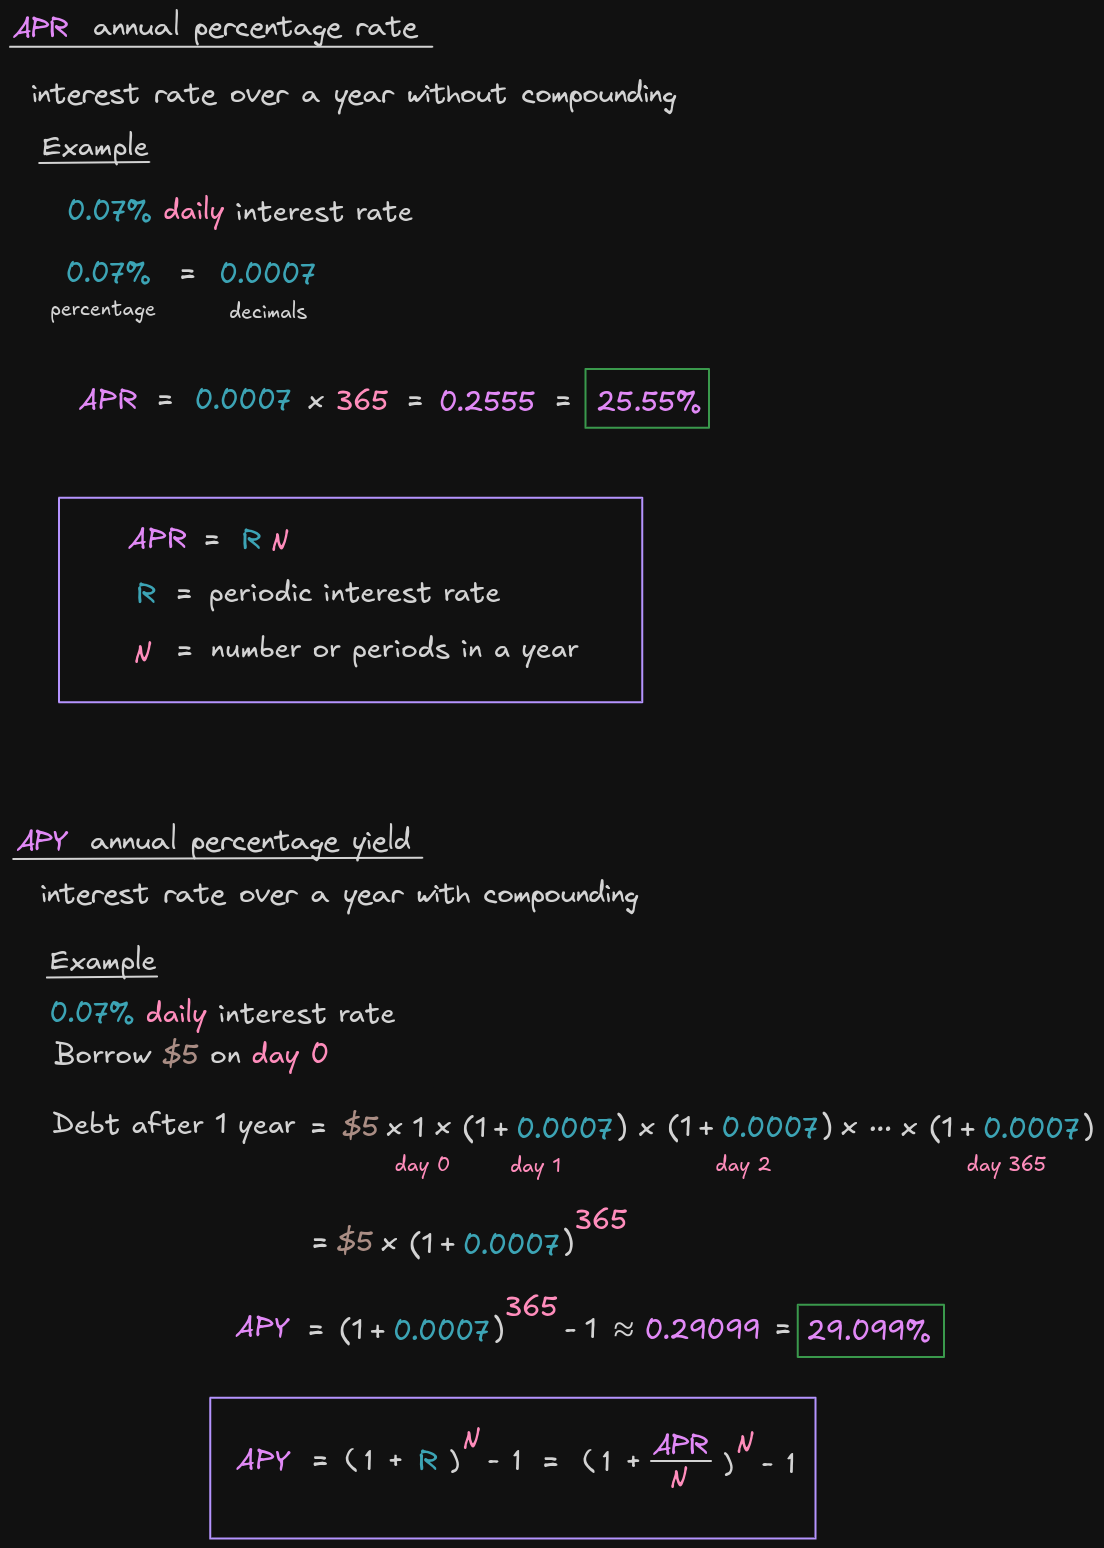 APR annual percentage rate
interest rate over a year without compounding
Example
0.07% daily interest rate
0.07% = 0.0007
percentage decimals
APR = 0.0007 × 365 = 0.2555 = 25.55%
APR = R N
R = periodic interest rate
N = number or periods in a year
APY annual percentage yield
interest rate over a year with compounding
Example
0.07% daily interest rate
Borrow $5 on day 0
Debt after 1 year = $5 × 1 × (1 + 0.0007) × (1 + 0.0007) × ... × (1 + 0.0007)
day 0 day 1 day 2 day 365
= $5 × (1 + 0.0007)^365
APY = (1 + 0.0007)^365 - 1 ≈ 0.29099 = 29.099%
APY = (1 + R)^N - 1 = (1 + APR/N)^N - 1